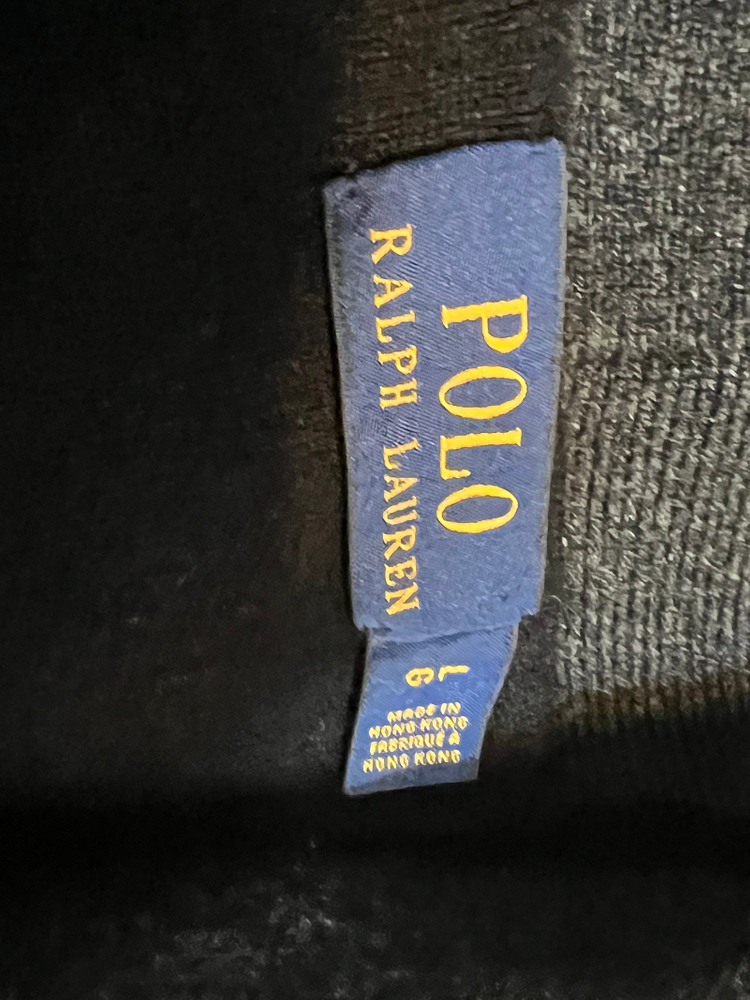 POLO
RALPH LAUREN
L
G
MADE IN
HONG KONG
FABRIQUÉ À
HONG KONG